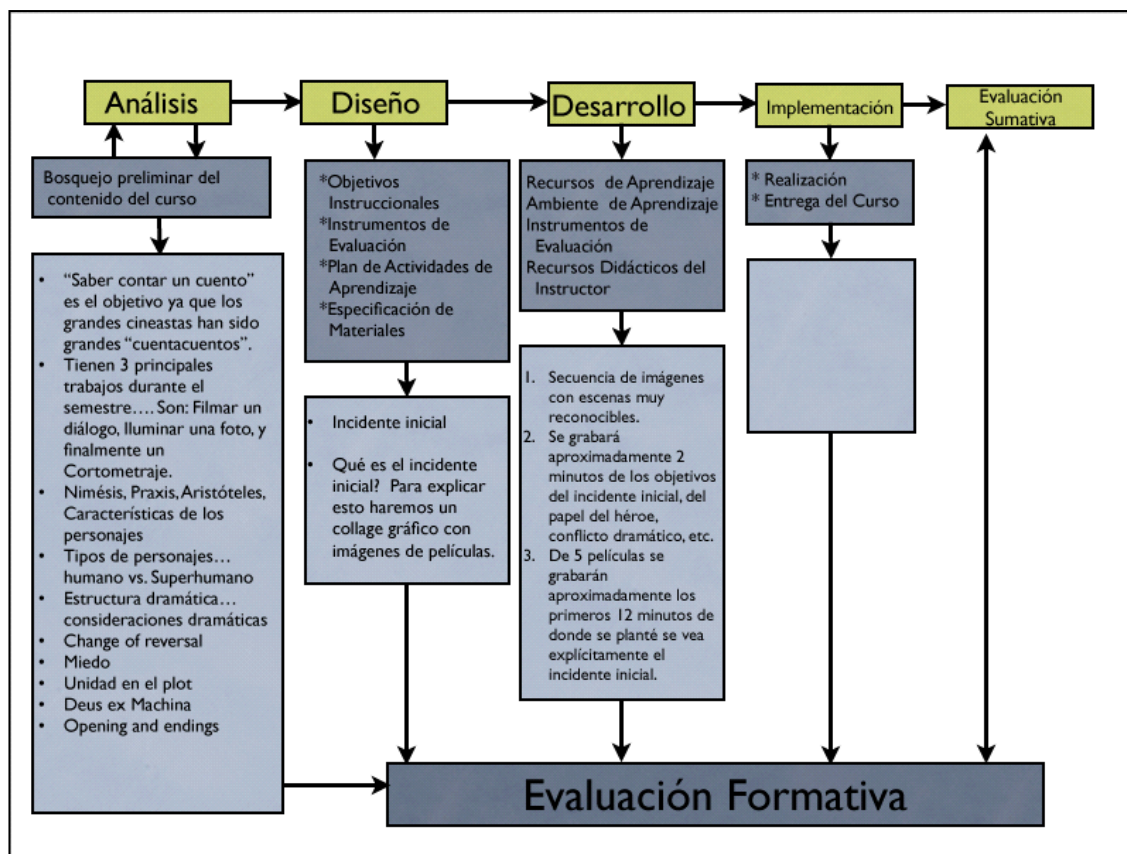 Análisis
Diseño
Desarrollo
Implementación
Evaluación
Sumativa
Bosquejo preliminar del
contenido del curso
*Objetivos
Instruccionales
*Instrumentos de
Evaluación
*Plan de Actividades de
Aprendizaje
*Especificación de
Materiales
Recursos de Aprendizaje
Ambiente de Aprendizaje
Instrumentos de
Evaluación
Recursos Didácticos del
Instructor
* Realización
* Entrega del Curso
• “Saber contar un cuento”
es el objetivo ya que los
grandes cineastas han sido
grandes “cuentacuentos”.
• Tienen 3 principales
trabajos durante el
semestre…. Son: Filmar un
diálogo, Iluminar una foto, y
finalmente un
Cortometraje.
• Nimésis, Praxis, Aristóteles,
Características de los
personajes
• Tipos de personajes…
humano vs. Superhumano
• Estructura dramática…
consideraciones dramáticas
• Change of reversal
• Miedo
• Unidad en el plot
• Deus ex Machina
• Opening and endings
• Incidente inicial
• Qué es el incidente
inicial? Para explicar
esto haremos un
collage gráfico con
imágenes de películas.
1. Secuencia de imágenes
con escenas muy
reconocibles.
2. Se grabará
aproximadamente 2
minutos de los objetivos
del incidente inicial, del
papel del héroe,
conflicto dramático, etc.
3. De 5 películas se
grabarán
aproximadamente los
primeros 12 minutos de
donde se planté se vea
explícitamente el
incidente inicial.
Evaluación Formativa